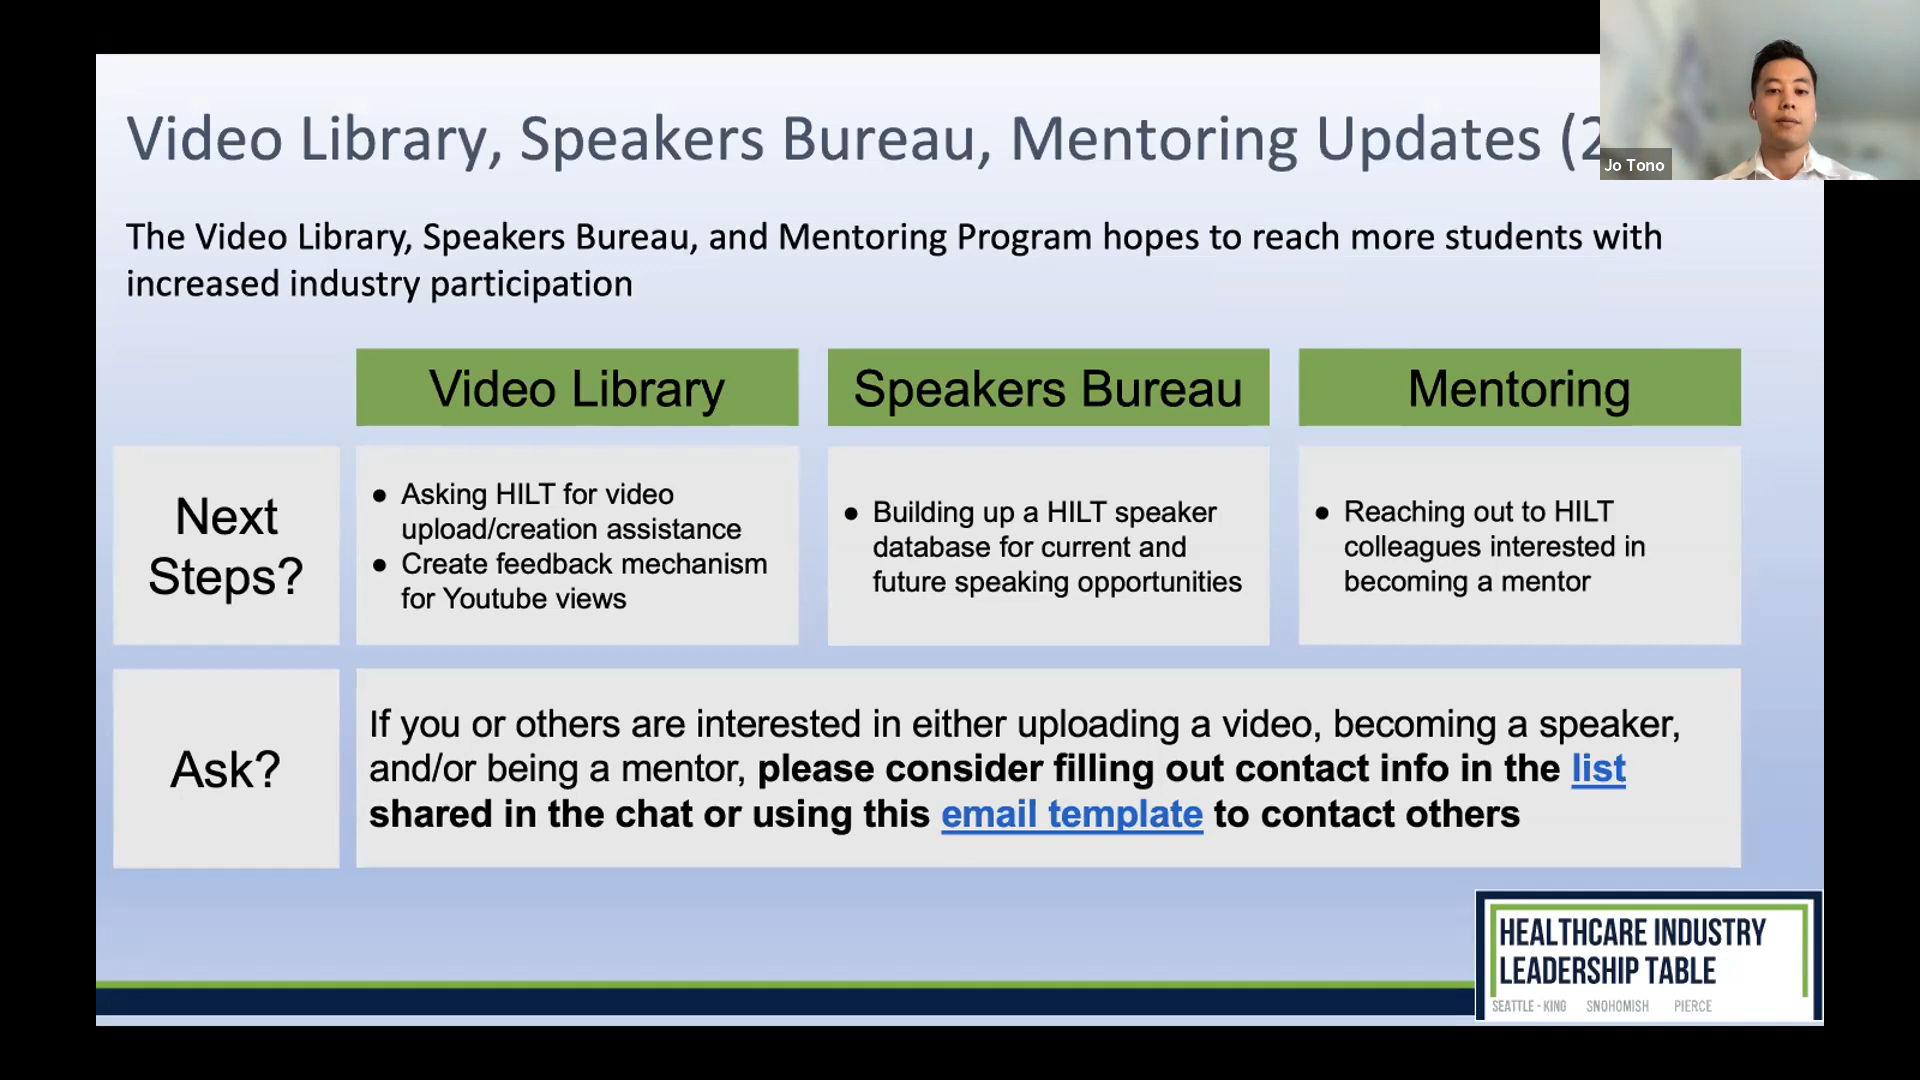 Video Library, Speakers Bureau, Mentoring Updates (2
Jo Tono
The Video Library, Speakers Bureau, and Mentoring Program hopes to reach more students with
increased industry participation
Video Library
Speakers Bureau
Mentoring
Next
Steps?
● Asking HILT for video
upload/creation assistance
● Create feedback mechanism
for Youtube views
● Building up a HILT speaker
database for current and
future speaking opportunities
● Reaching out to HILT
colleagues interested in
becoming a mentor
Ask?
If you or others are interested in either uploading a video, becoming a speaker,
and/or being a mentor, please consider filling out contact info in the list
shared in the chat or using this email template to contact others
HEALTHCARE INDUSTRY
LEADERSHIP TABLE
SEATTLE - KING SNOHOMISH PIERCE